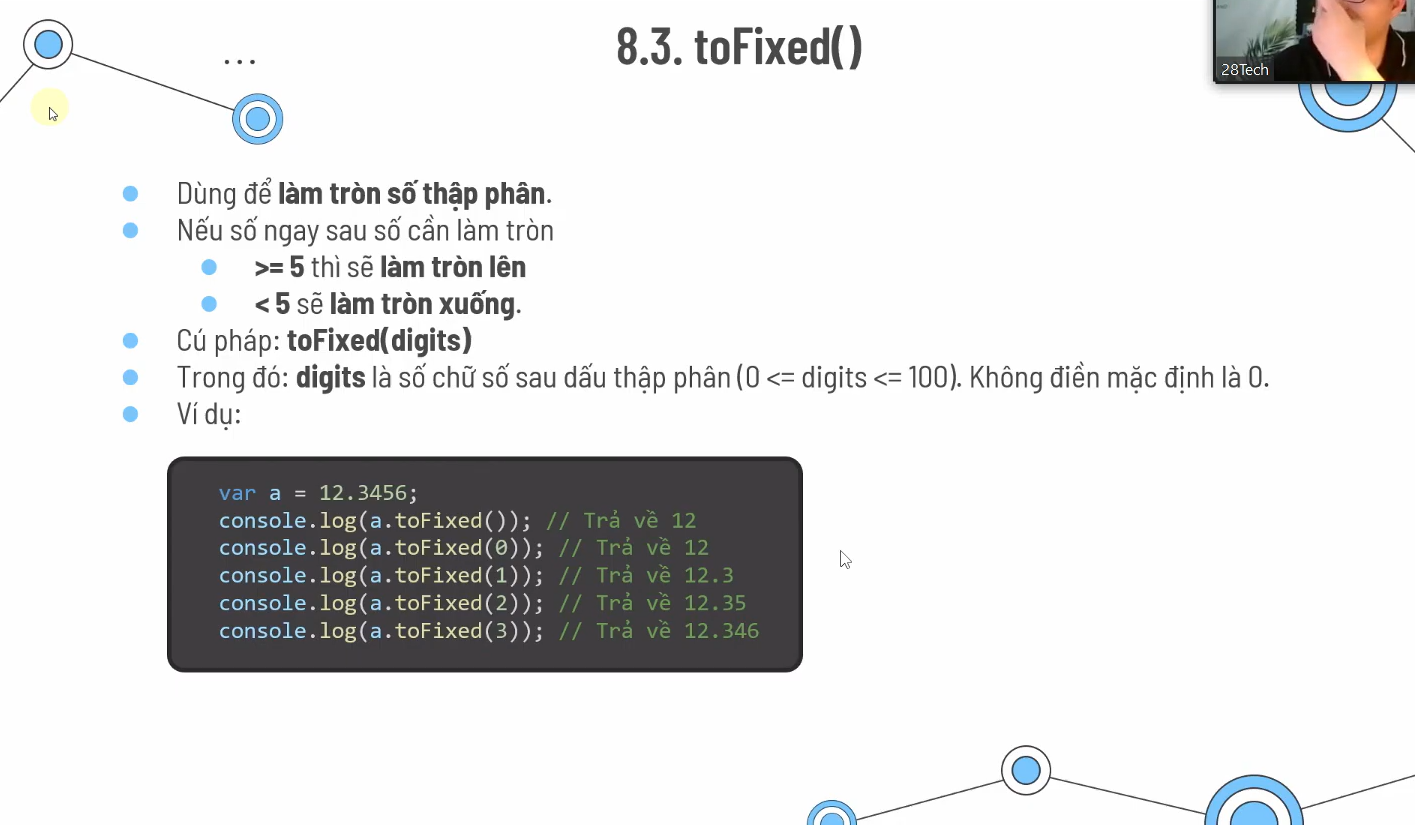 8.3. toFixed()
...
28Tech
Dùng để làm tròn số thập phân.
Nếu số ngay sau số cần làm tròn
>= 5 thì sẽ làm tròn lên
< 5 sẽ làm tròn xuống.
Cú pháp: toFixed(digits)
Trong đó: digits là số chữ số sau dấu thập phân (0 <= digits <= 100). Không điền mặc định là 0.
Ví dụ:
var a = 12.3456;
console.log(a.toFixed()); // Trả về 12
console.log(a.toFixed(0)); // Trả về 12
console.log(a.toFixed(1)); // Trả về 12.3
console.log(a.toFixed(2)); // Trả về 12.35
console.log(a.toFixed(3)); // Trả về 12.346